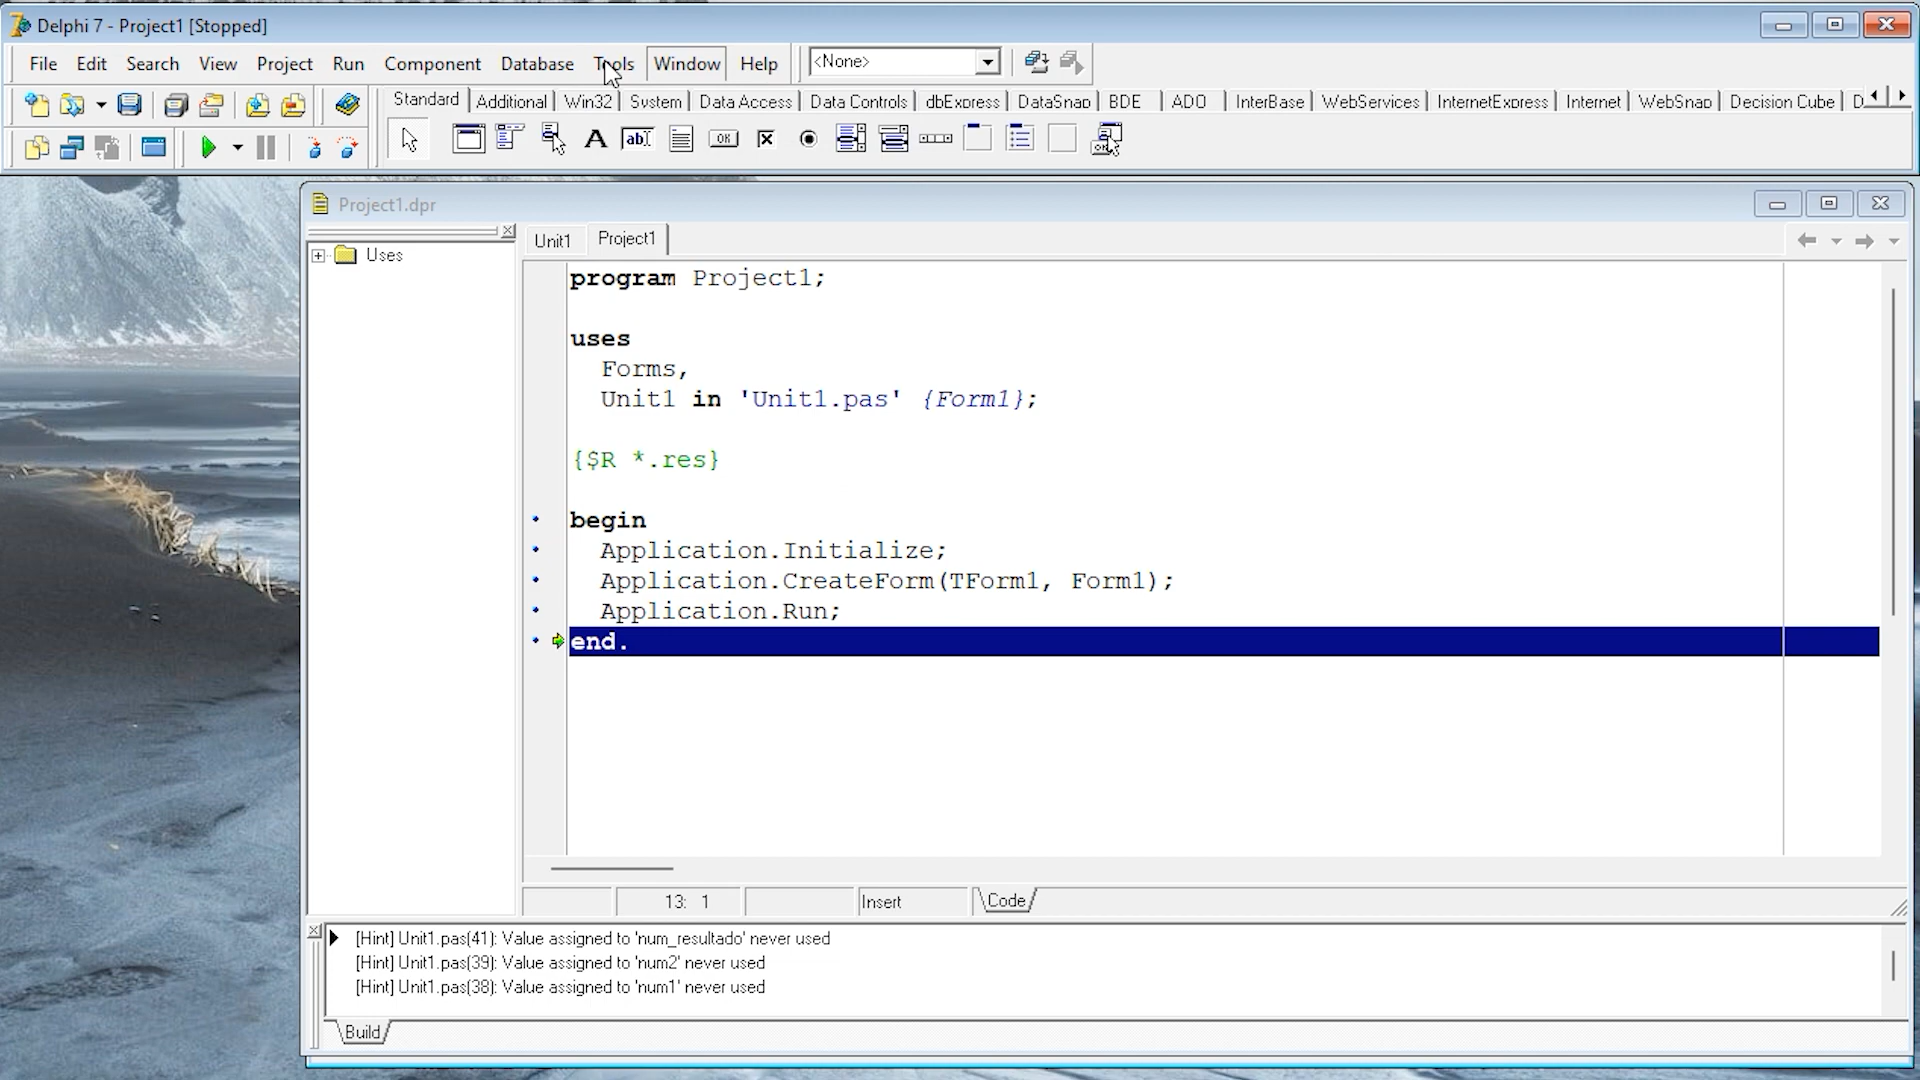 Delphi 7 - Project1 [Stopped]
File Edit Search View Project Run Component Database Tools Window Help <None>
Standard Additional Win32 System Data Access Data Controls dbExpress DataSnap BDE ADO InterBase WebServices InternetExpress Internet WebSnap Decision Cube D
Project1.dpr
Uses
Unit1 Project1
program Project1;
uses
Forms,
Unit1 in 'Unit1.pas' {Form1};
{$R *.res}
begin
Application.Initialize;
Application.CreateForm(TForm1, Form1);
Application.Run;
end.
13: 1 Insert Code
[Hint] Unit1.pas(41): Value assigned to 'num_resultado' never used
[Hint] Unit1.pas(39): Value assigned to 'num2' never used
[Hint] Unit1.pas(38): Value assigned to 'num1' never used
Build